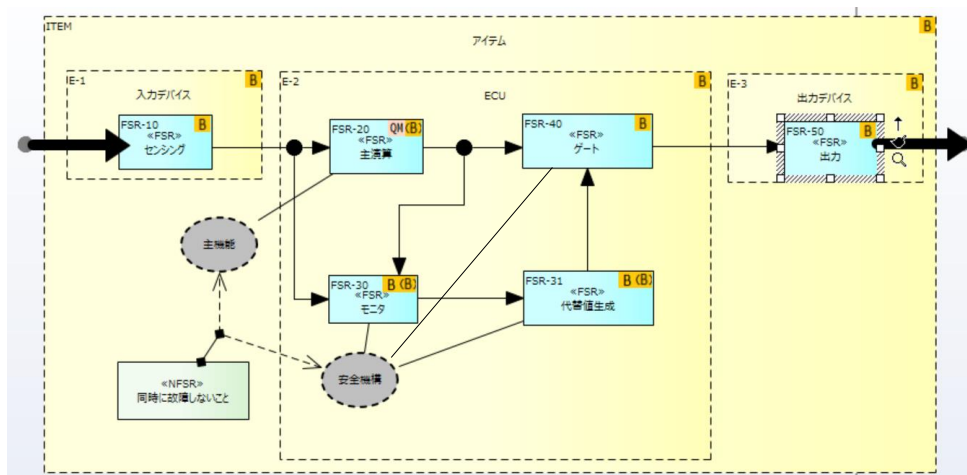 ITEM
B
アイテム
E-1
B
入力デバイス
FSR-10
B
«FSR»
センシング
E-2
B
ECU
FSR-20
QM(B)
«FSR»
主演算
FSR-40
B
«FSR»
ゲート
E-3
B
出力デバイス
FSR-50
B
«FSR»
出力
主機能
FSR-30
B(B)
«FSR»
モニタ
FSR-31
B(B)
«FSR»
代替値生成
安全機構
«NFSR»
同時に故障しないこと